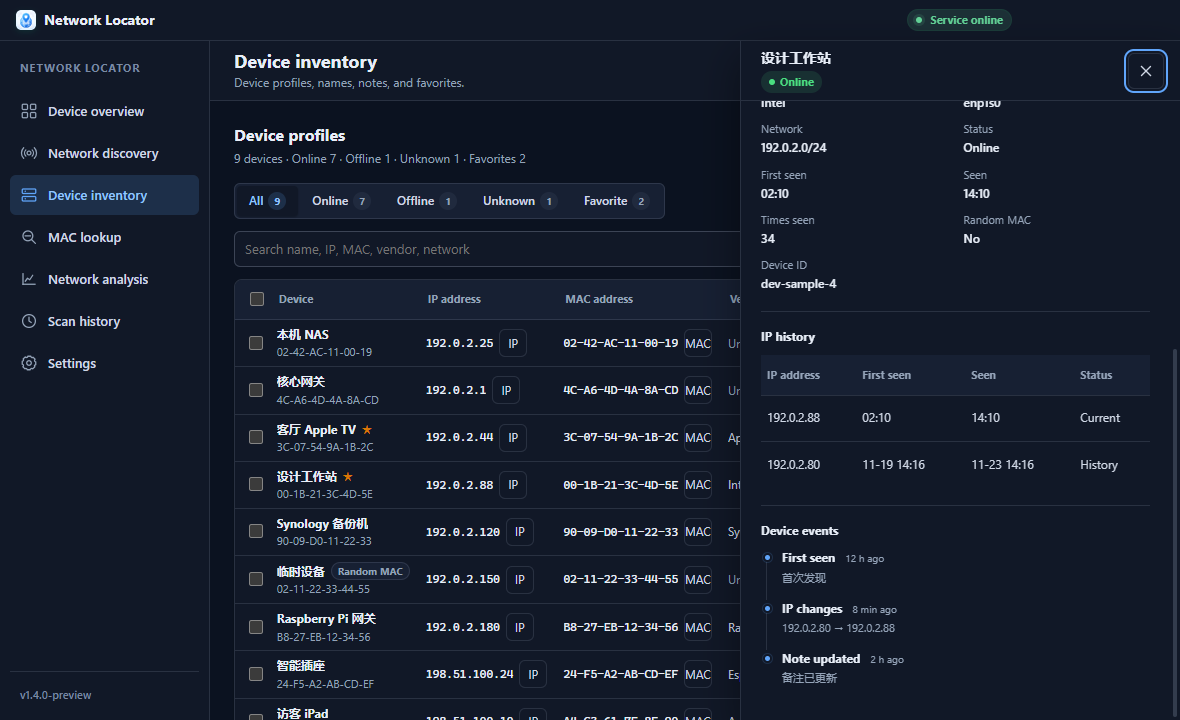 Network Locator
Service online
NETWORK LOCATOR
Device overview
Network discovery
Device inventory
MAC lookup
Network analysis
Scan history
Settings
v1.4.0-preview
Device inventory
Device profiles, names, notes, and favorites.
Device profiles
9 devices · Online 7 · Offline 1 · Unknown 1 · Favorites 2
All 9 Online 7 Offline 1 Unknown 1 Favorite 2
Search name, IP, MAC, vendor, network
Device IP address MAC address Ve
本机 NAS
02-42-AC-11-00-19
192.0.2.25 IP 02-42-AC-11-00-19 MAC Un
核心网关
4C-A6-4D-4A-8A-CD
192.0.2.1 IP 4C-A6-4D-4A-8A-CD MAC Un
客厅 Apple TV ★
3C-07-54-9A-1B-2C
192.0.2.44 IP 3C-07-54-9A-1B-2C MAC Ap
设计工作站 ★
00-1B-21-3C-4D-5E
192.0.2.88 IP 00-1B-21-3C-4D-5E MAC Int
Synology 备份机
90-09-D0-11-22-33
192.0.2.120 IP 90-09-D0-11-22-33 MAC Sy
临时设备 Random MAC
02-11-22-33-44-55
192.0.2.150 IP 02-11-22-33-44-55 MAC Un
Raspberry Pi 网关
B8-27-EB-12-34-56
192.0.2.180 IP B8-27-EB-12-34-56 MAC Ra
智能插座
24-F5-A2-AB-CD-EF
198.51.100.24 IP 24-F5-A2-AB-CD-EF MAC Es
访客 iPad
设计工作站
Online
Intel enp1s0
Network Status
192.0.2.0/24 Online
First seen Seen
02:10 14:10
Times seen Random MAC
34 No
Device ID
dev-sample-4
IP history
IP address First seen Seen Status
192.0.2.88 02:10 14:10 Current
192.0.2.80 11-19 14:16 11-23 14:16 History
Device events
First seen 12 h ago
首次发现
IP changes 8 min ago
192.0.2.80 → 192.0.2.88
Note updated 2 h ago
备注已更新